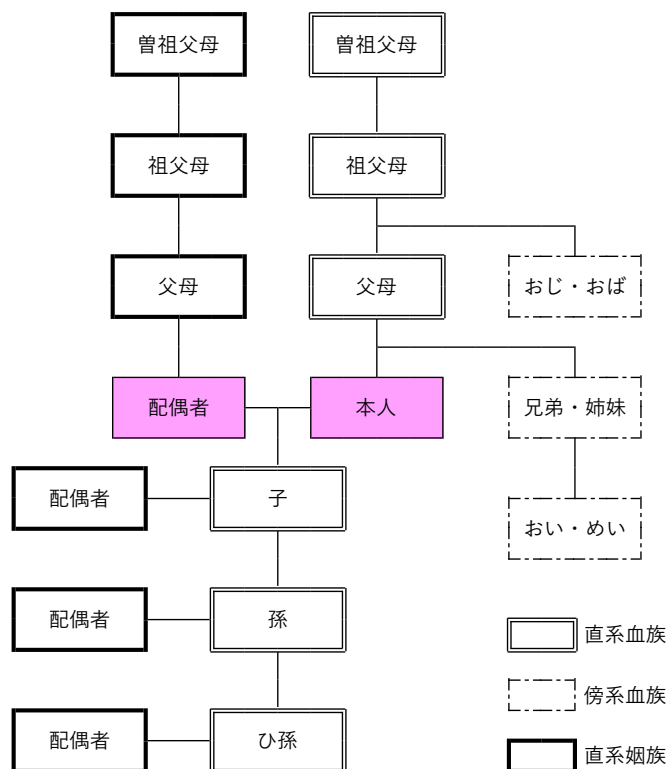 曽祖父母
曽祖父母
祖父母
祖父母
父母
父母
おじ・おば
配偶者
本人
兄弟・姉妹
配偶者
子
おい・めい
配偶者
孫
直系血族
傍系血族
配偶者
ひ孫
直系姻族